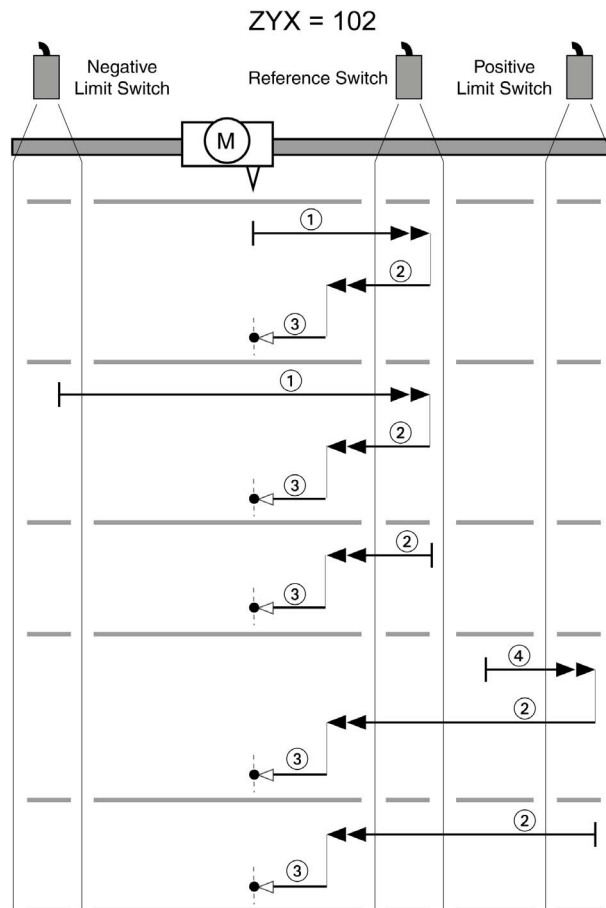 ZYX = 102
Negative
Limit Switch
Reference Switch
Positive
Limit Switch
M
1
2
3
1
2
3
2
3
4
2
3
2
3